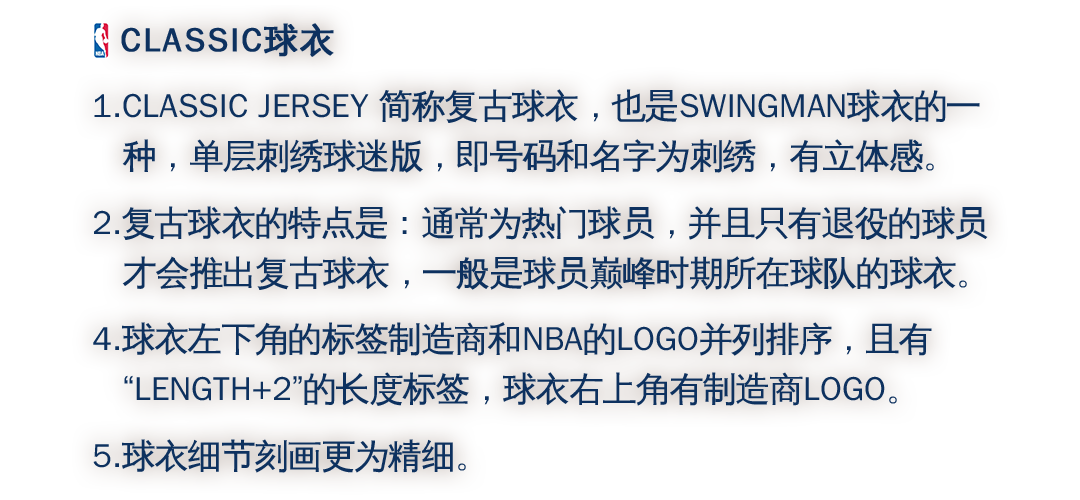 CLASSIC球衣
1.CLASSIC JERSEY 简称复古球衣，也是SWINGMAN球衣的一
种，单层刺绣球迷版，即号码和名字为刺绣，有立体感。
2.复古球衣的特点是：通常为热门球员，并且只有退役的球员
才会推出复古球衣，一般是球员巅峰时期所在球队的球衣。
4.球衣左下角的标签制造商和NBA的LOGO并列排序，且有
“LENGTH+2”的长度标签，球衣右上角有制造商LOGO。
5.球衣细节刻画更为精细。